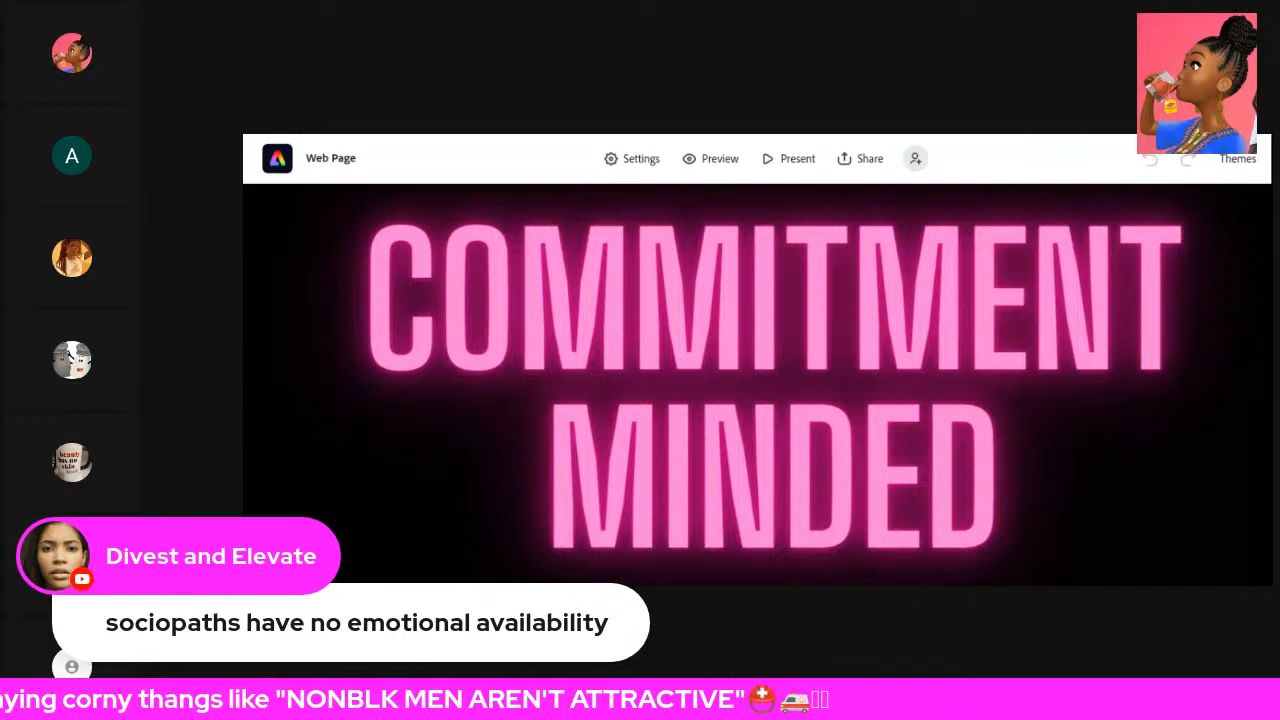 A
Web Page
Settings
Preview
Present
Share
Themes
COMMITMENT
MINDED
Divest and Elevate
sociopaths have no emotional availability
aying corny thangs like "NONBLK MEN AREN'T ATTRACTIVE"⛑️🚑